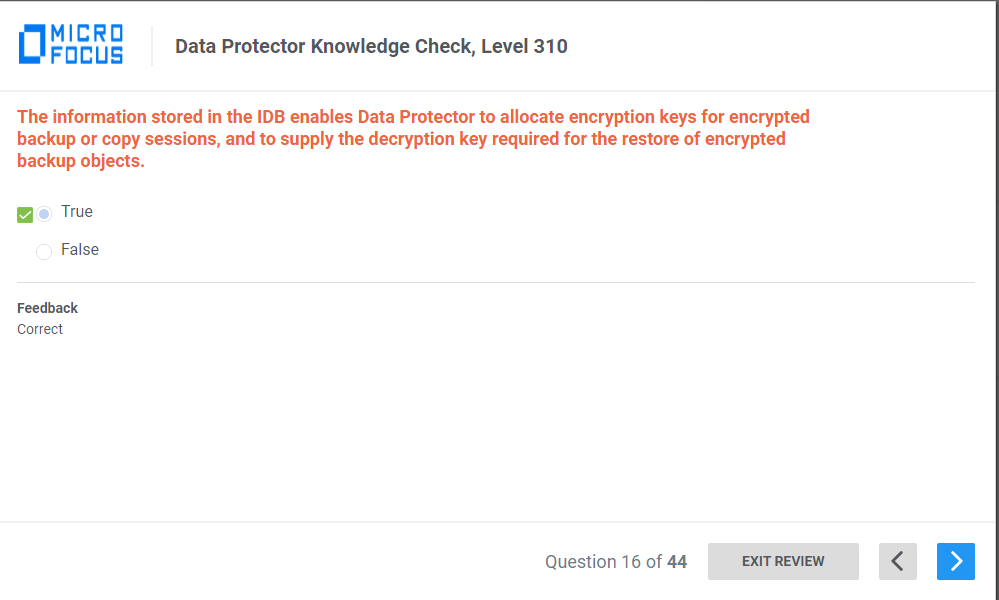 MICRO
FOCUS
Data Protector Knowledge Check, Level 310
The information stored in the IDB enables Data Protector to allocate encryption keys for encrypted
backup or copy sessions, and to supply the decryption key required for the restore of encrypted
backup objects.
True
False
Feedback
Correct
Question 16 of 44
EXIT REVIEW